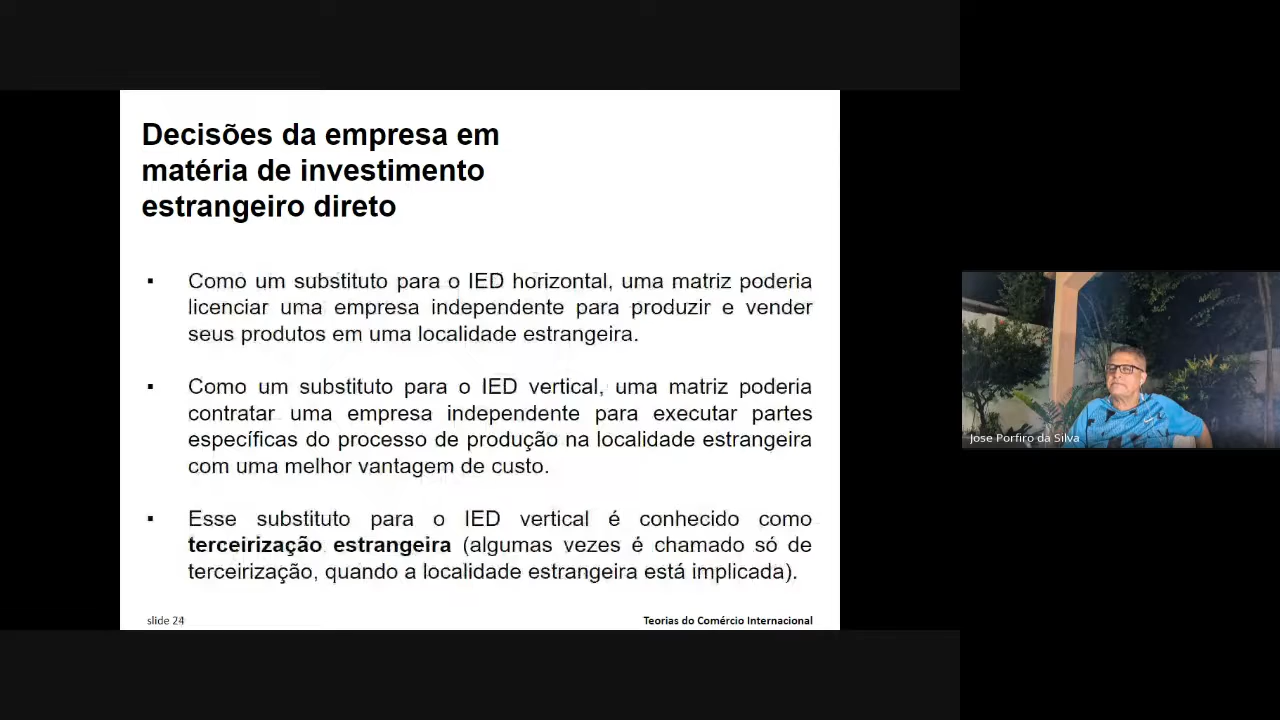 Decisões da empresa em
matéria de investimento
estrangeiro direto
▪ Como um substituto para o IED horizontal, uma matriz poderia
licenciar uma empresa independente para produzir e vender
seus produtos em uma localidade estrangeira.
▪ Como um substituto para o IED vertical, uma matriz poderia
contratar uma empresa independente para executar partes
específicas do processo de produção na localidade estrangeira
com uma melhor vantagem de custo.
▪ Esse substituto para o IED vertical é conhecido como
terceirização estrangeira (algumas vezes é chamado só de
terceirização, quando a localidade estrangeira está implicada).
slide 24
Teorias do Comércio Internacional
Jose Porfiro da Silva